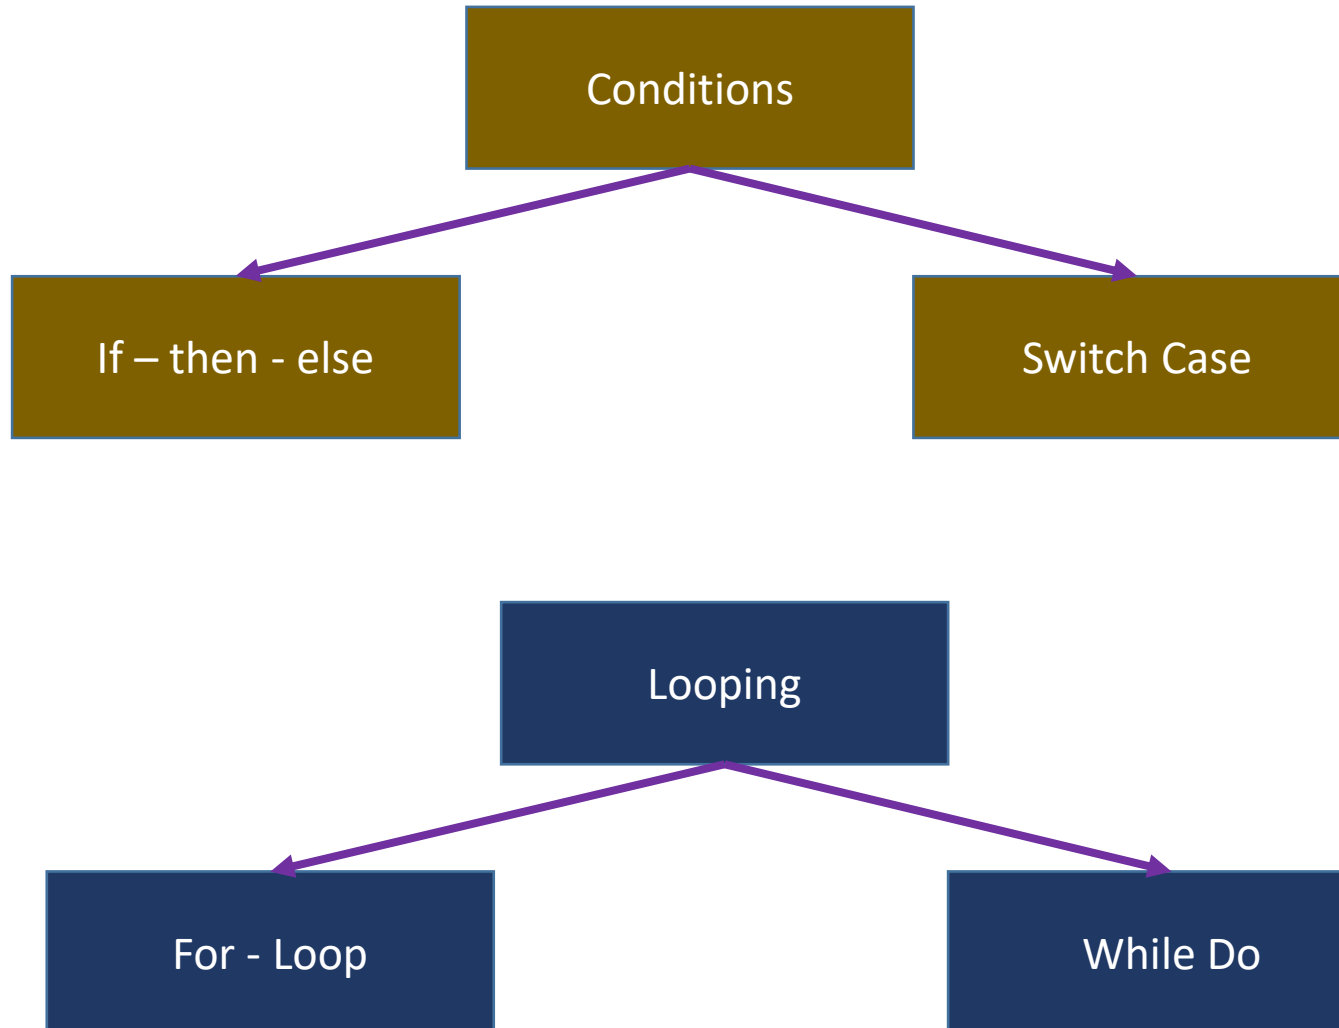 Conditions
If – then - else
Switch Case
Looping
For - Loop
While Do